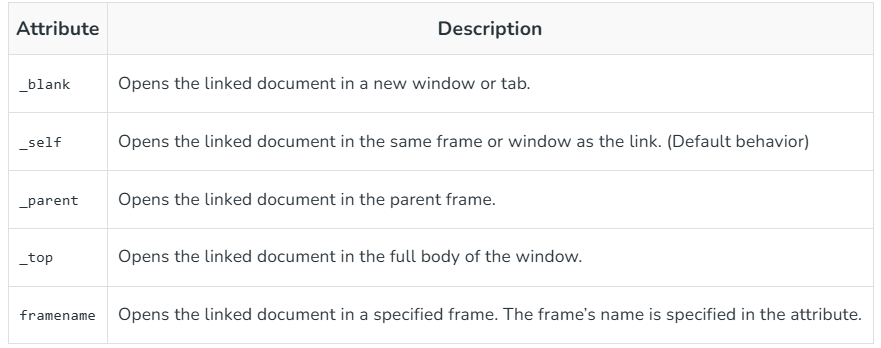 Attribute Description
_blank Opens the linked document in a new window or tab.
_self Opens the linked document in the same frame or window as the link. (Default behavior)
_parent Opens the linked document in the parent frame.
_top Opens the linked document in the full body of the window.
framename Opens the linked document in a specified frame. The frame’s name is specified in the attribute.